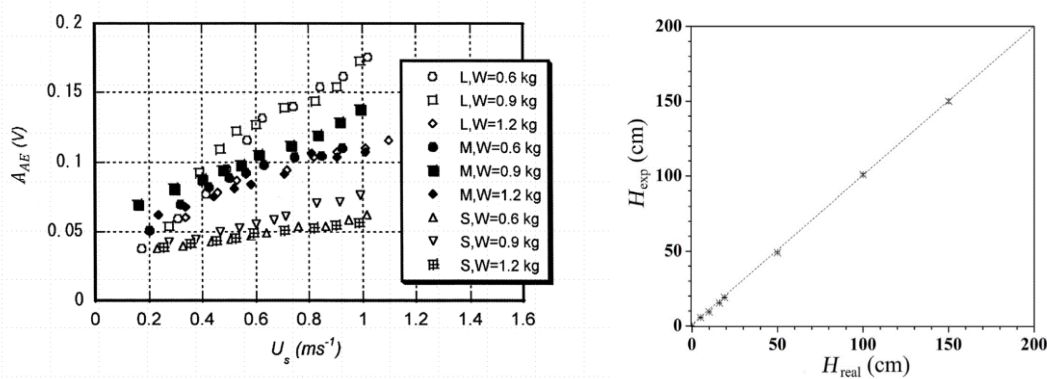 0.2
0.15
0.1
0.05
0
A_AE (V)
0 0.2 0.4 0.6 0.8 1 1.2 1.4 1.6
U_s (ms^-1)
L,W=0.6 kg
L,W=0.9 kg
L,W=1.2 kg
M,W=0.6 kg
M,W=0.9 kg
M,W=1.2 kg
S,W=0.6 kg
S,W=0.9 kg
S,W=1.2 kg
200
150
100
50
0
H_exp (cm)
0 50 100 150 200
H_real (cm)